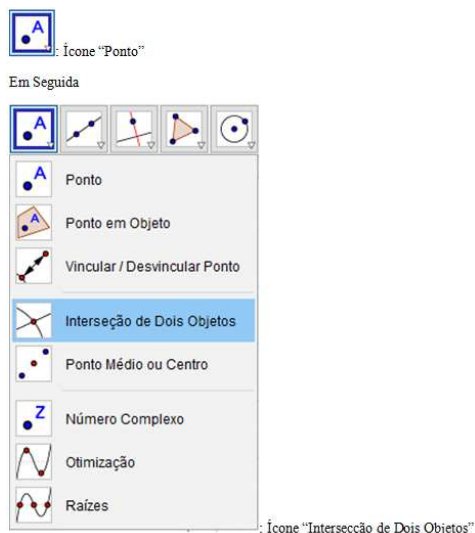 A
: Ícone “Ponto”
Em Seguida
A
A
Ponto
A
Ponto em Objeto
Vincular / Desvincular Ponto
Interseção de Dois Objetos
Ponto Médio ou Centro
Z
Número Complexo
Otimização
Raízes
: Ícone “Intersecção de Dois Objetos”